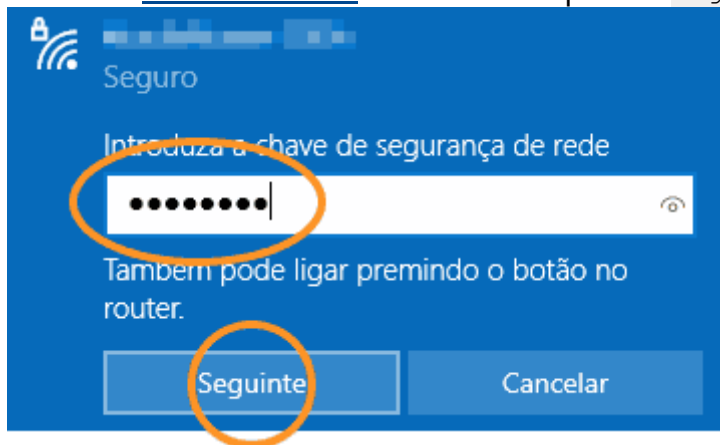 Seguro
Introduza a chave de segurança de rede
••••••••
Também pode ligar premindo o botão no
router.
Seguinte
Cancelar